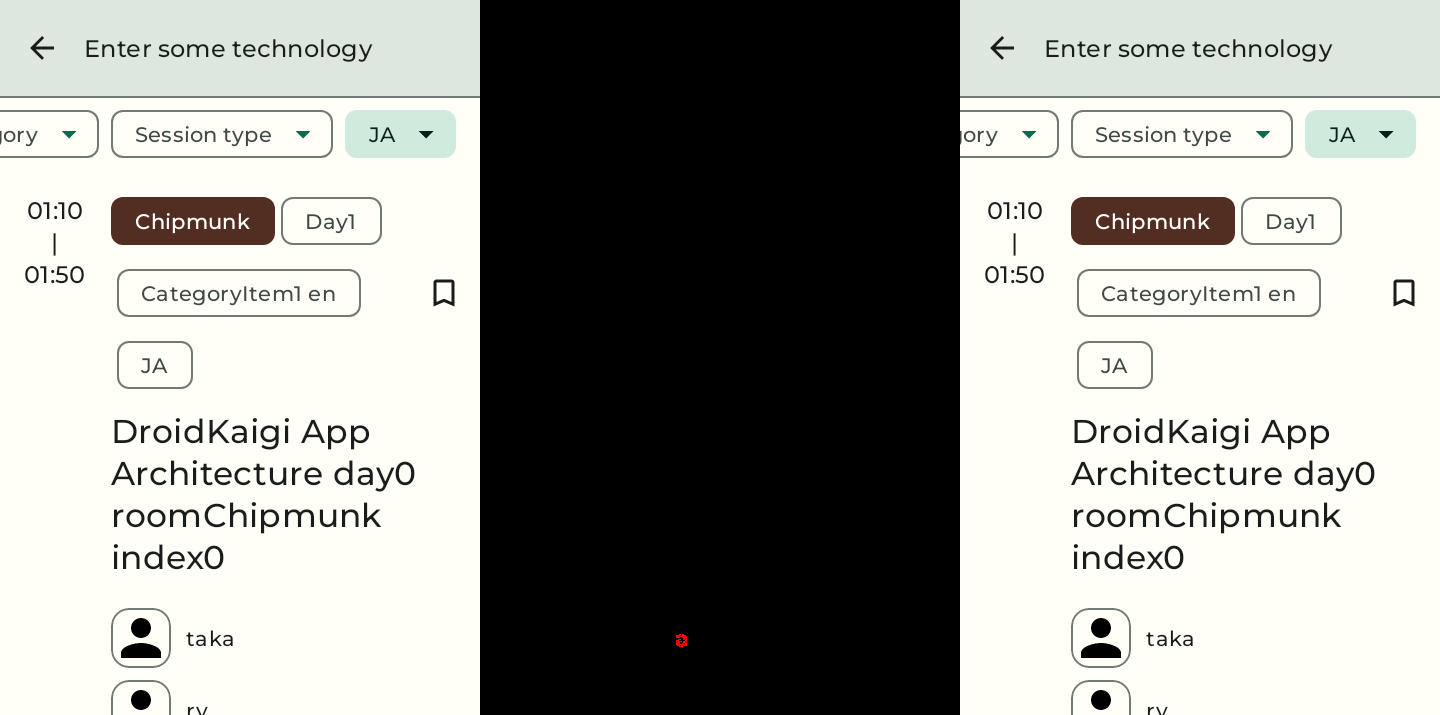 Enter some technology
gory
Session type
JA
01:10
|
01:50
Chipmunk
Day1
CategoryItem1 en
JA
DroidKaigi App
Architecture day0
roomChipmunk
index0
taka
ry
Enter some technology
gory
Session type
JA
01:10
|
01:50
Chipmunk
Day1
CategoryItem1 en
JA
DroidKaigi App
Architecture day0
roomChipmunk
index0
taka
ry